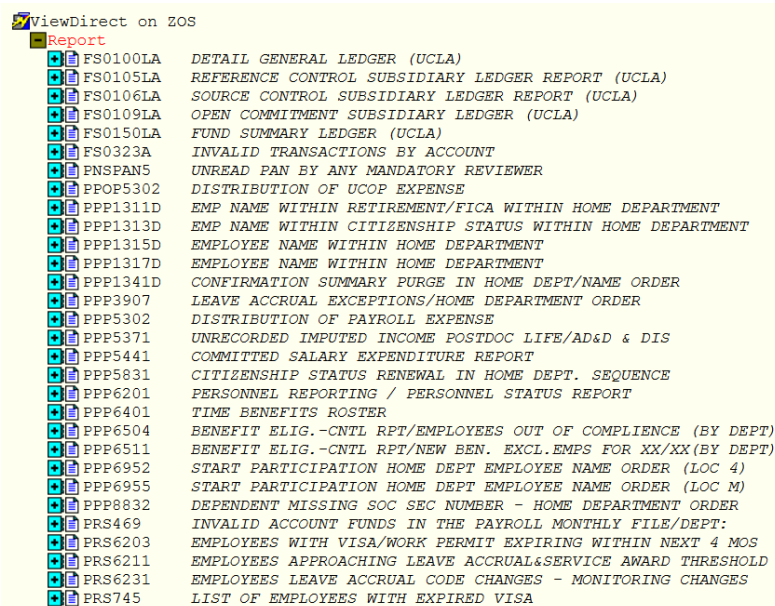 ViewDirect on ZOS
Report
FS0100LA DETAIL GENERAL LEDGER (UCLA)
FS0105LA REFERENCE CONTROL SUBSIDIARY LEDGER REPORT (UCLA)
FS0106LA SOURCE CONTROL SUBSIDIARY LEDGER REPORT (UCLA)
FS0109LA OPEN COMMITMENT SUBSIDIARY LEDGER (UCLA)
FS0150LA FUND SUMMARY LEDGER (UCLA)
FS0323A INVALID TRANSACTIONS BY ACCOUNT
PNSPAN5 UNREAD PAN BY ANY MANDATORY REVIEWER
PPOP5302 DISTRIBUTION OF UCOP EXPENSE
PPP1311D EMP NAME WITHIN RETIREMENT/FICA WITHIN HOME DEPARTMENT
PPP1313D EMP NAME WITHIN CITIZENSHIP STATUS WITHIN HOME DEPARTMENT
PPP1315D EMPLOYEE NAME WITHIN HOME DEPARTMENT
PPP1317D EMPLOYEE NAME WITHIN HOME DEPARTMENT
PPP1341D CONFIRMATION SUMMARY PURGE IN HOME DEPT/NAME ORDER
PPP3907 LEAVE ACCRUAL EXCEPTIONS/HOME DEPARTMENT ORDER
PPP5302 DISTRIBUTION OF PAYROLL EXPENSE
PPP5371 UNRECORDED IMPUTED INCOME POSTDOC LIFE/AD&D & DIS
PPP5441 COMMITTED SALARY EXPENDITURE REPORT
PPP5831 CITIZENSHIP STATUS RENEWAL IN HOME DEPT. SEQUENCE
PPP6201 PERSONNEL REPORTING / PERSONNEL STATUS REPORT
PPP6401 TIME BENEFITS ROSTER
PPP6504 BENEFIT ELIG.-CNTL RPT/EMPLOYEES OUT OF COMPLIENCE (BY DEPT)
PPP6511 BENEFIT ELIG.-CNTL RPT/NEW BEN. EXCL.EMPS FOR XX/XX(BY DEPT)
PPP6952 START PARTICIPATION HOME DEPT EMPLOYEE NAME ORDER (LOC 4)
PPP6955 START PARTICIPATION HOME DEPT EMPLOYEE NAME ORDER (LOC M)
PPP8832 DEPENDENT MISSING SOC SEC NUMBER - HOME DEPARTMENT ORDER
PRS469 INVALID ACCOUNT FUNDS IN THE PAYROLL MONTHLY FILE/DEPT:
PRS6203 EMPLOYEES WITH VISA/WORK PERMIT EXPIRING WITHIN NEXT 4 MOS
PRS6211 EMPLOYEES APPROACHING LEAVE ACCRUAL&SERVICE AWARD THRESHOLD
PRS6231 EMPLOYEES LEAVE ACCRUAL CODE CHANGES - MONITORING CHANGES
PRS745 LIST OF EMPLOYEES WITH EXPIRED VISA